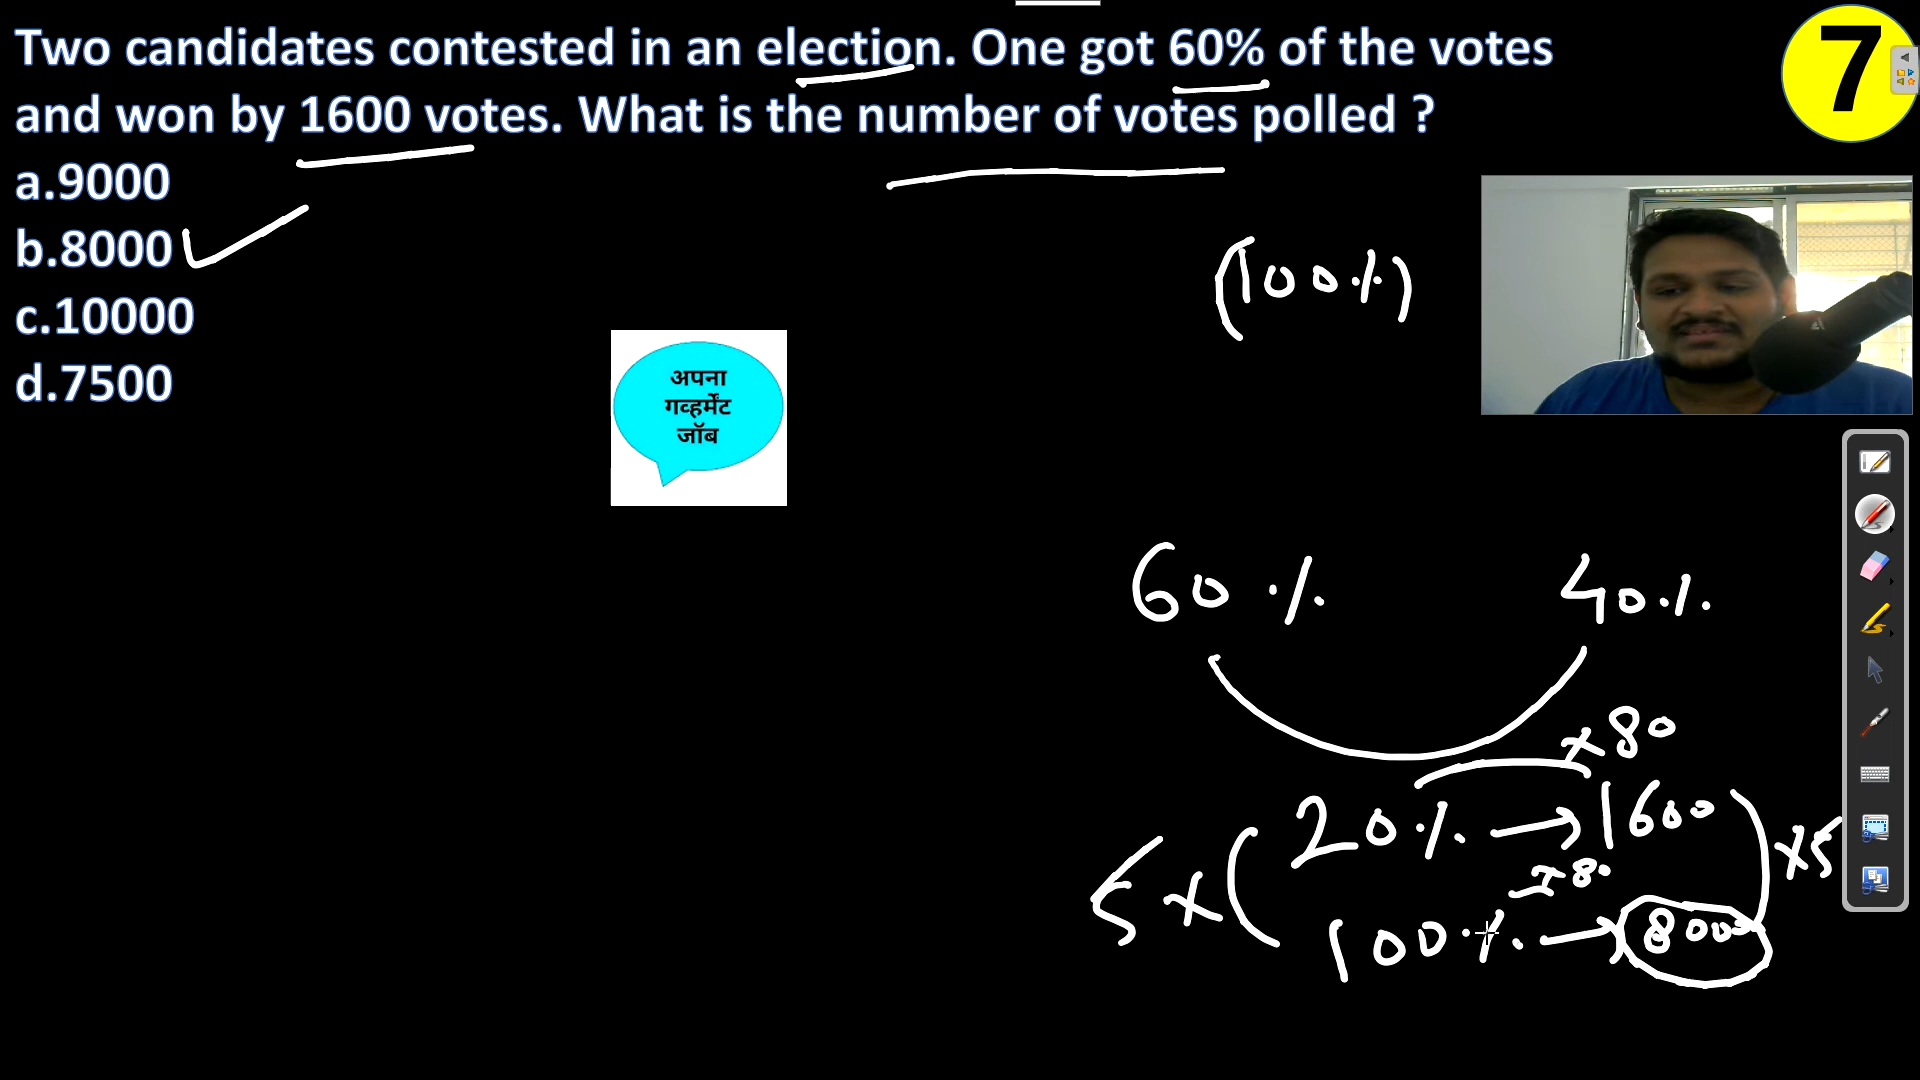 Two candidates contested in an election. One got 60% of the votes
and won by 1600 votes. What is the number of votes polled ?
a.9000
b.8000
c.10000
d.7500
7
(100%)
अपना
गव्हर्मेंट
जॉब
60% 40%
×80
5×(20% → 1600)×5
×80
100% → 8000